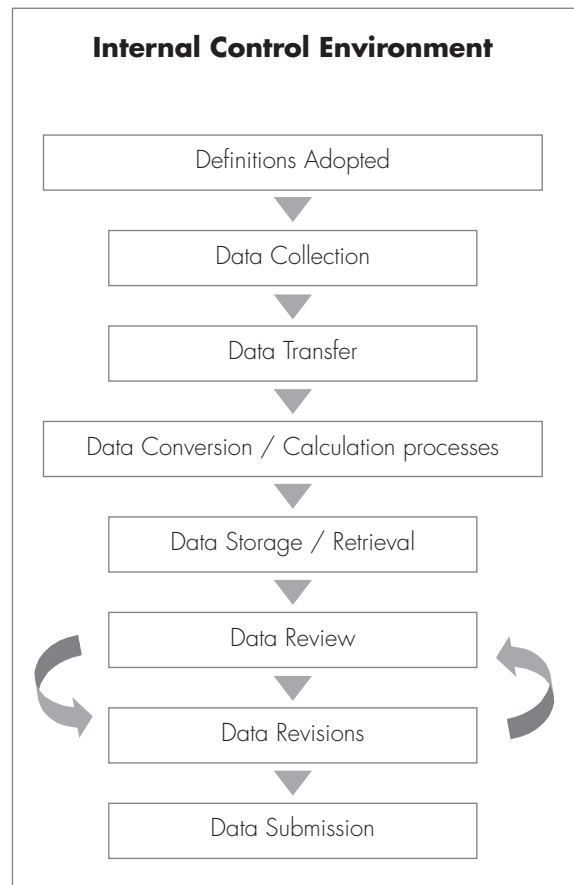 Internal Control Environment
Definitions Adopted
Data Collection
Data Transfer
Data Conversion / Calculation processes
Data Storage / Retrieval
Data Review
Data Revisions
Data Submission